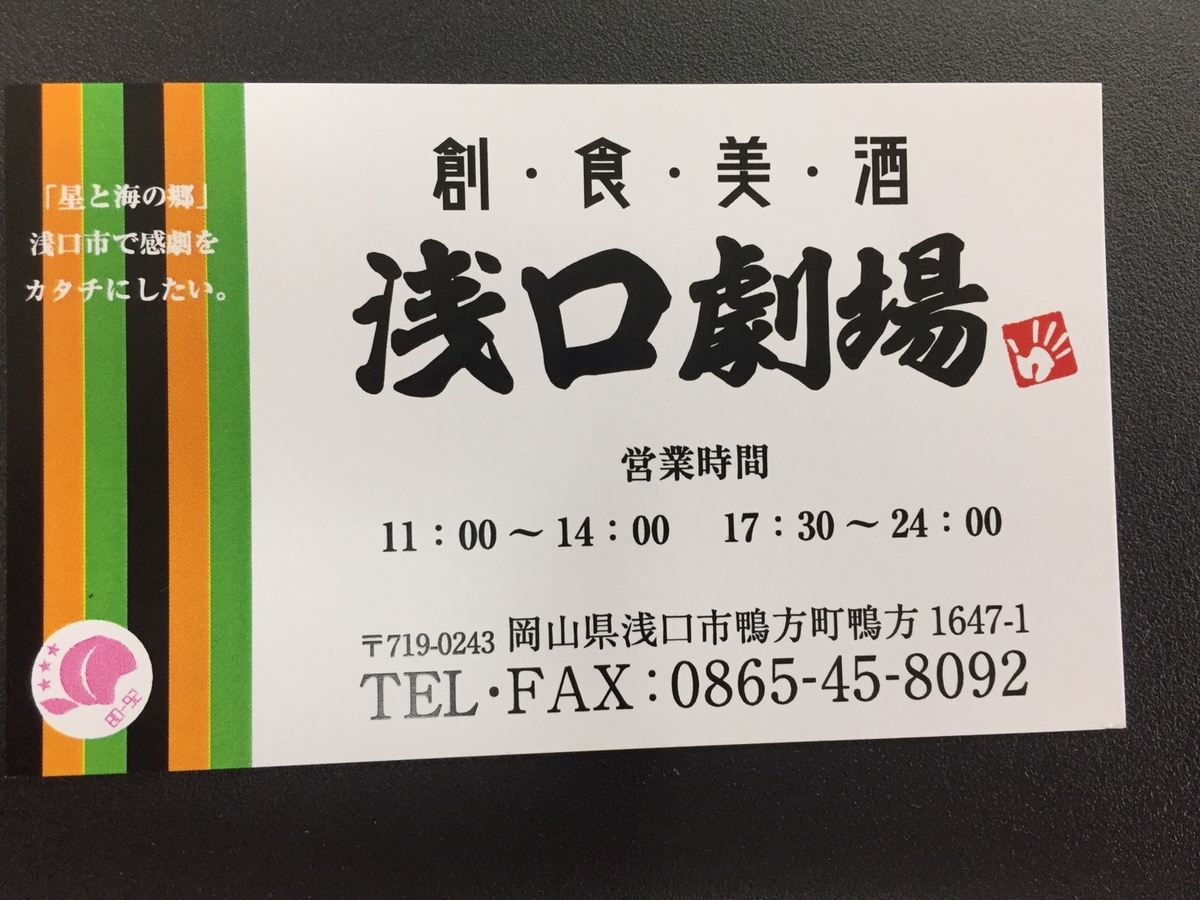 「星と海の郷」
浅口市で感劇を
カタチにしたい。
80-92
創・食・美・酒
浅口劇場
営業時間
11：00～14：00 17：30～24：00
〒719-0243 岡山県浅口市鴨方町鴨方 1647-1
TEL・FAX：0865-45-8092